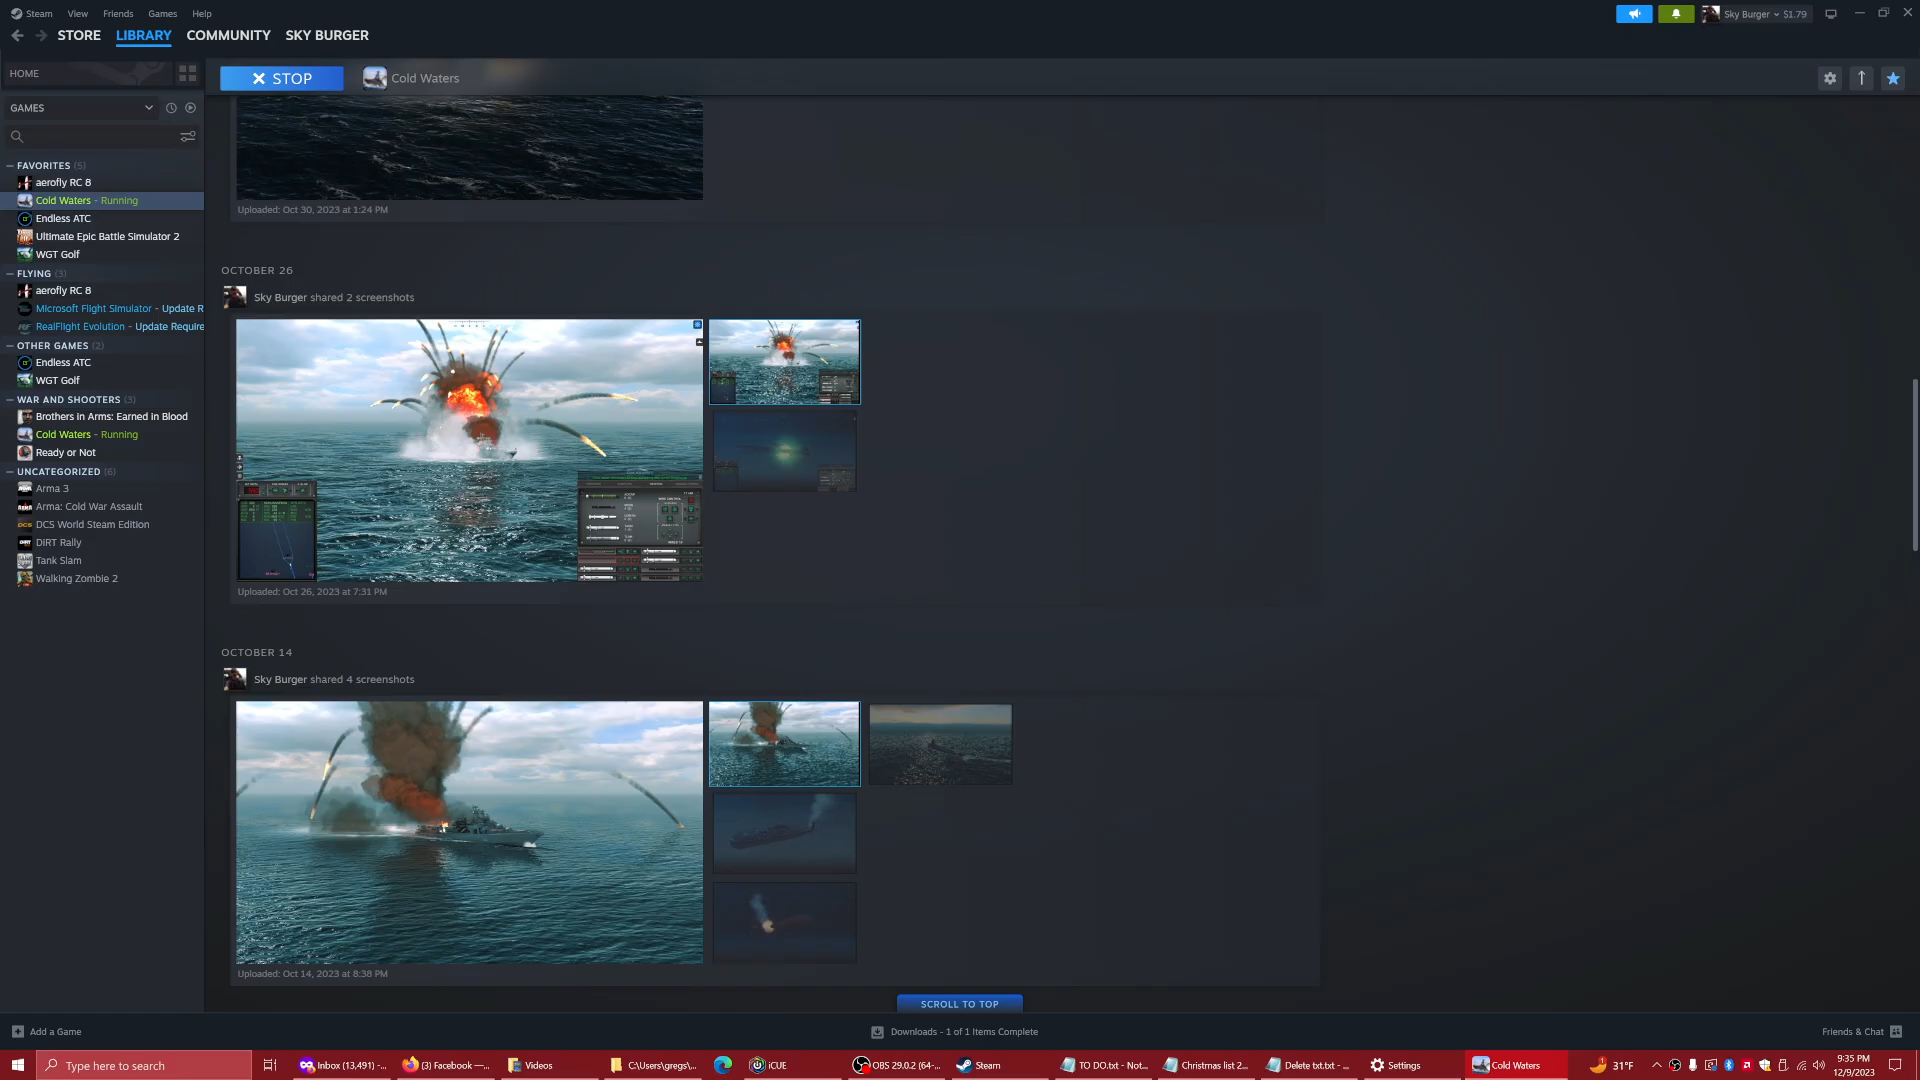 Steam View Friends Games Help
Sky Burger $1.79
STORE LIBRARY COMMUNITY SKY BURGER
HOME
STOP
Cold Waters
GAMES
FAVORITES (5)
aerofly RC 8
Cold Waters - Running
Endless ATC
Ultimate Epic Battle Simulator 2
WGT Golf
FLYING (3)
aerofly RC 8
Microsoft Flight Simulator - Update R
RealFlight Evolution - Update Require
OTHER GAMES (2)
Endless ATC
WGT Golf
WAR AND SHOOTERS (3)
Brothers in Arms: Earned in Blood
Cold Waters - Running
Ready or Not
UNCATEGORIZED (6)
Arma 3
Arma: Cold War Assault
DCS World Steam Edition
DiRT Rally
Tank Slam
Walking Zombie 2
Uploaded: Oct 30, 2023 at 1:24 PM
OCTOBER 26
Sky Burger shared 2 screenshots
Uploaded: Oct 26, 2023 at 7:31 PM
OCTOBER 14
Sky Burger shared 4 screenshots
Uploaded: Oct 14, 2023 at 8:38 PM
SCROLL TO TOP
Add a Game
Downloads - 1 of 1 Items Complete
Friends & Chat
Type here to search
Inbox (13,491) -...
(3) Facebook —...
Videos
C:\Users\gregs\...
iCUE
OBS 29.0.2 (64-...
Steam
TO DO.txt - Not...
Christmas list 2...
Delete txt.txt - ...
Settings
Cold Waters
31°F
9:35 PM
12/9/2023